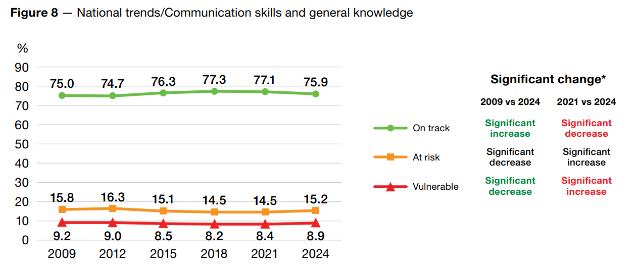 Figure 8 — National trends/Communication skills and general knowledge
%
90
80
70
60
50
40
30
20
10
0
75.0 74.7 76.3 77.3 77.1 75.9
15.8 16.3 15.1 14.5 14.5 15.2
9.2 9.0 8.5 8.2 8.4 8.9
2009 2012 2015 2018 2021 2024
On track
At risk
Vulnerable
Significant change*
2009 vs 2024 2021 vs 2024
Significant increase
Significant decrease
Significant decrease
Significant increase
Significant decrease
Significant increase